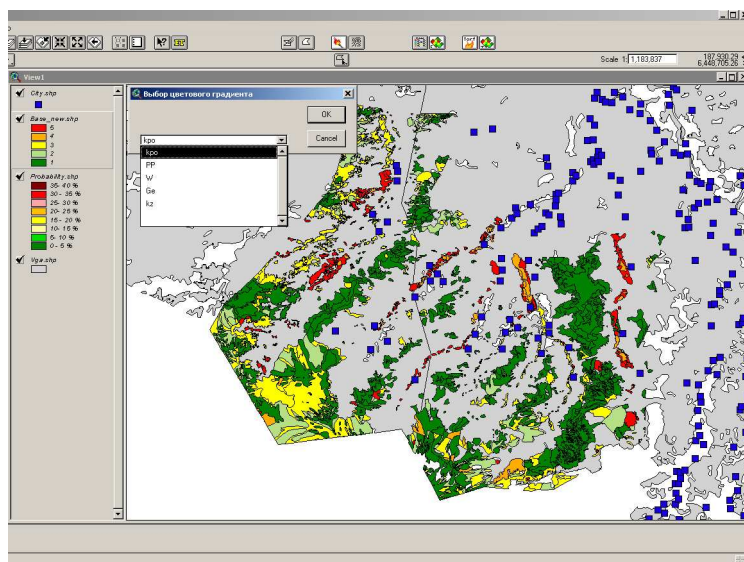 Scale 1: 1,183,837
187,930.29
6,448,705.26
View1
City.shp
Base_new.shp
5
4
3
2
1
Probability.shp
35- 40 %
30- 35 %
25- 30 %
20- 25 %
15- 20 %
10- 15 %
5- 10 %
0- 5 %
Vga.shp
Выбор цветового градиента
OK
Cancel
kpo
kpo
PP
W
Ge
kz